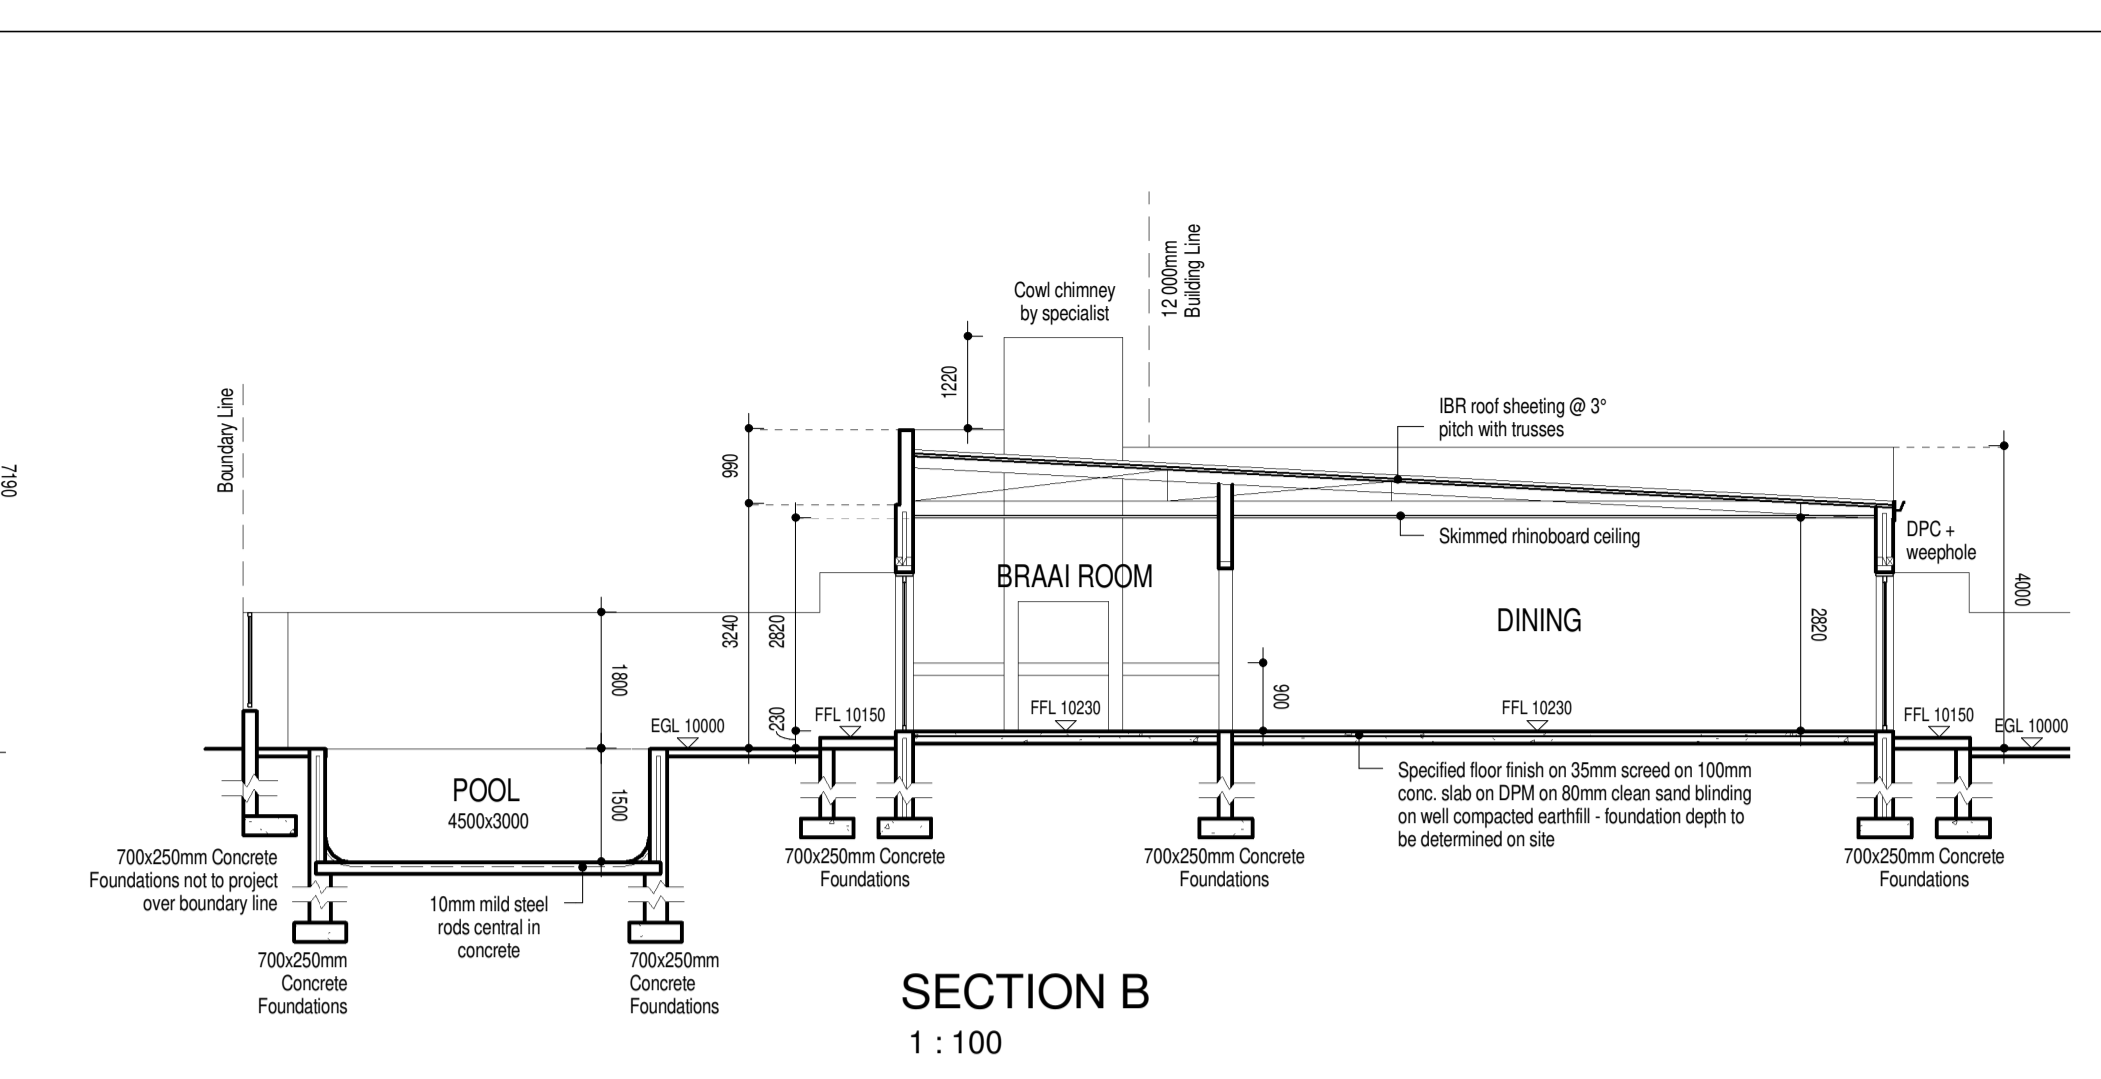 12 000mm
Building Line
Cowl chimney
by specialist
1220
Boundary Line
IBR roof sheeting @ 3°
pitch with trusses
990
7190
DPC +
weephole
Skimmed rhinoboard ceiling
BRAAI ROOM
DINING
4000
3240
2820
2820
1800
900
230
FFL 10150
FFL 10230
FFL 10230
FFL 10150
EGL 10000
EGL 10000
POOL
4500x3000
1500
Specified floor finish on 35mm screed on 100mm
conc. slab on DPM on 80mm clean sand blinding
on well compacted earthfill - foundation depth to
be determined on site
700x250mm Concrete
Foundations not to project
over boundary line
700x250mm Concrete
Foundations
700x250mm Concrete
Foundations
700x250mm Concrete
Foundations
10mm mild steel
rods central in
concrete
700x250mm
Concrete
Foundations
700x250mm
Concrete
Foundations
SECTION B
1 : 100